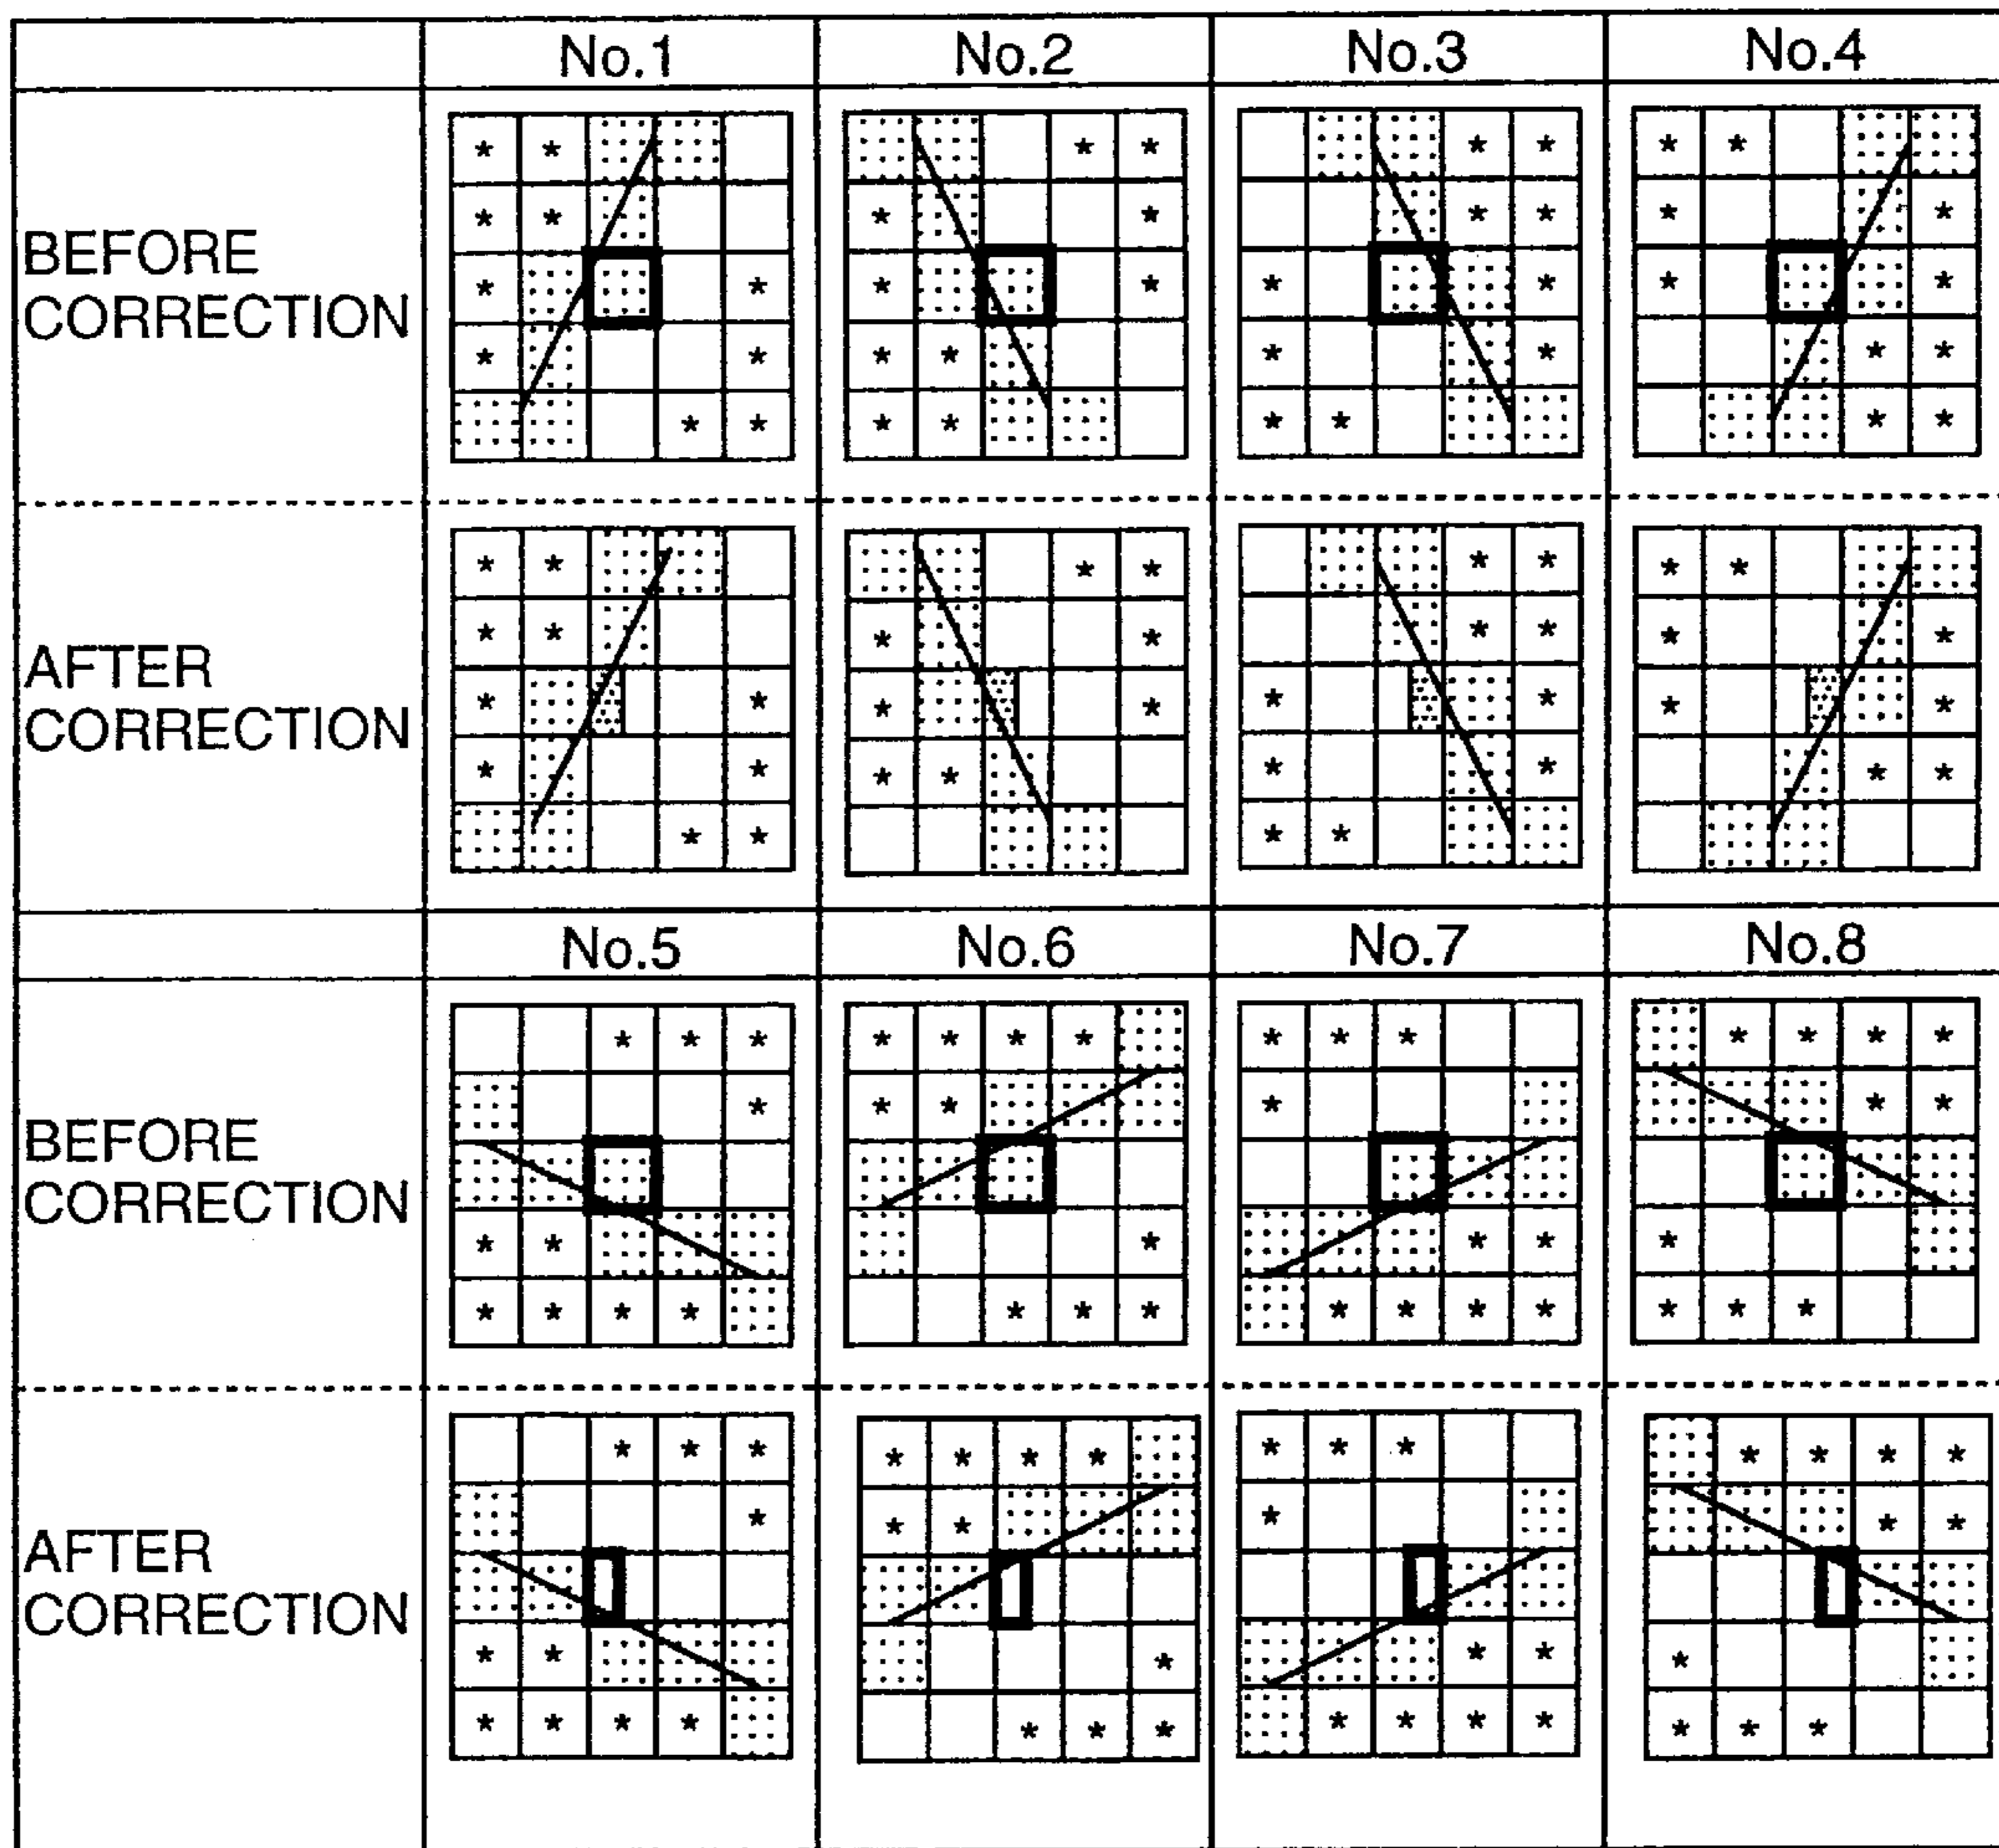 No.1 No.2 No.3 No.4
BEFORE
CORRECTION
AFTER
CORRECTION
No.5 No.6 No.7 No.8
BEFORE
CORRECTION
AFTER
CORRECTION